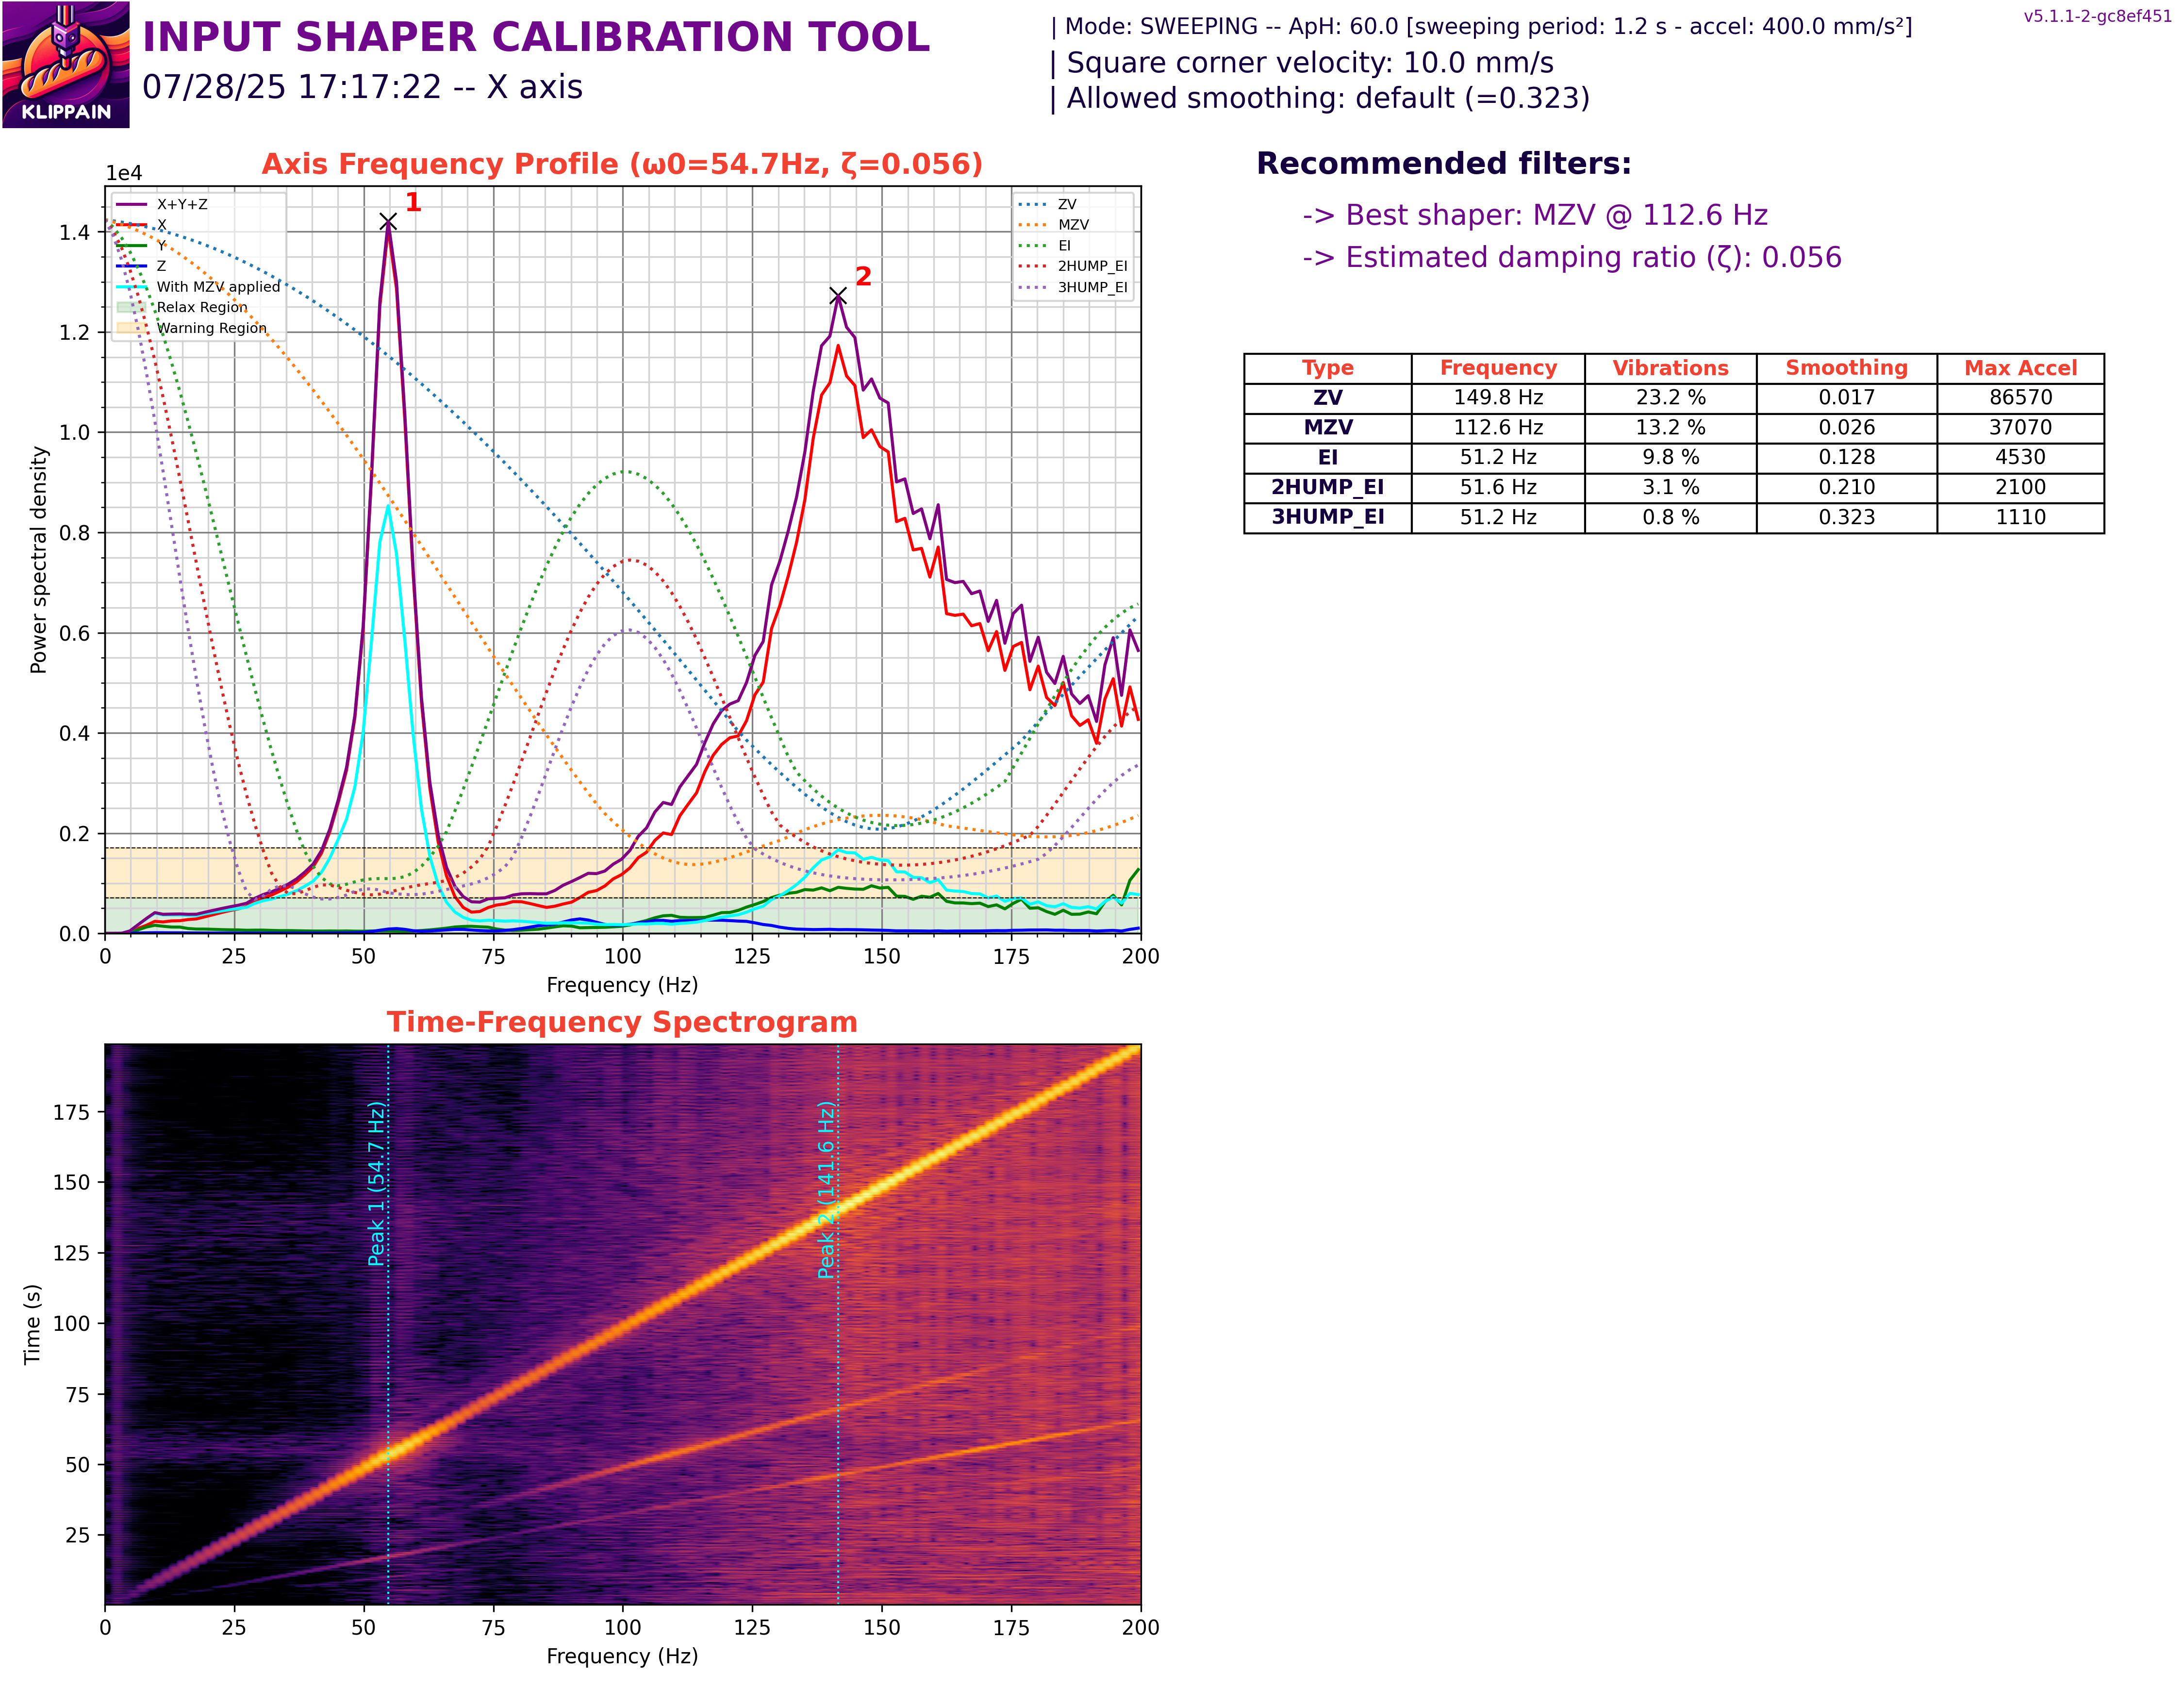 INPUT SHAPER CALIBRATION TOOL
07/28/25 17:17:22 -- X axis
KLIPPAIN
| Mode: SWEEPING -- ApH: 60.0 [sweeping period: 1.2 s - accel: 400.0 mm/s²]
| Square corner velocity: 10.0 mm/s
| Allowed smoothing: default (=0.323)
v5.1.1-2-gc8ef451
Axis Frequency Profile (ω0=54.7Hz, ζ=0.056)
1e4
X+Y+Z
X
Y
Z
With MZV applied
Relax Region
Warning Region
ZV
MZV
EI
2HUMP_EI
3HUMP_EI
1
2
1.4
1.2
1.0
0.8
0.6
0.4
0.2
0.0
Power spectral density
0 25 50 75 100 125 150 175 200
Frequency (Hz)
Recommended filters:
-> Best shaper: MZV @ 112.6 Hz
-> Estimated damping ratio (ζ): 0.056
Type Frequency Vibrations Smoothing Max Accel
ZV 149.8 Hz 23.2 % 0.017 86570
MZV 112.6 Hz 13.2 % 0.026 37070
EI 51.2 Hz 9.8 % 0.128 4530
2HUMP_EI 51.6 Hz 3.1 % 0.210 2100
3HUMP_EI 51.2 Hz 0.8 % 0.323 1110
Time-Frequency Spectrogram
Peak 1 (54.7 Hz)
Peak 2 (141.6 Hz)
175
150
125
100
75
50
25
Time (s)
0 25 50 75 100 125 150 175 200
Frequency (Hz)